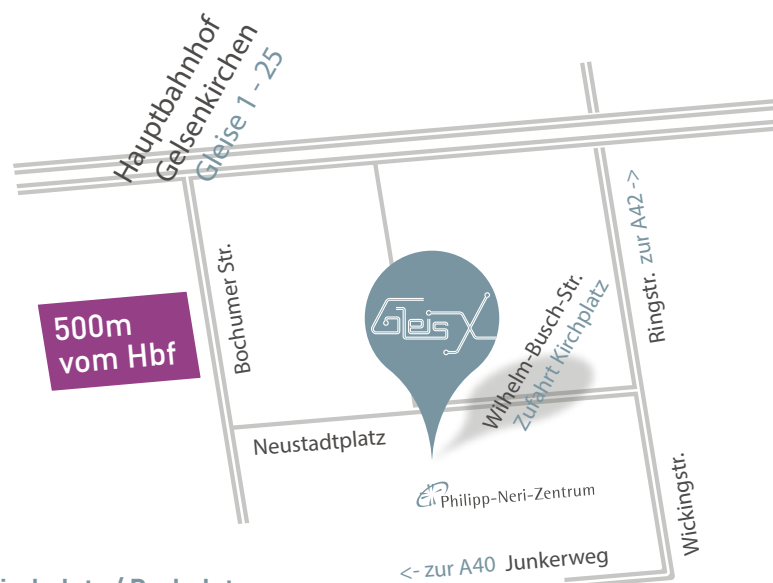 Hauptbahnhof
Gelsenkirchen
Gleise 1 - 25
Ringstr. zur A42 ->
Bochumer Str.
500m
vom Hbf
GleisX
Wilhelm-Busch-Str.
Zufahrt Kirchplatz
Neustadtplatz
Philipp-Neri-Zentrum
Wickingstr.
<- zur A40 Junkerweg